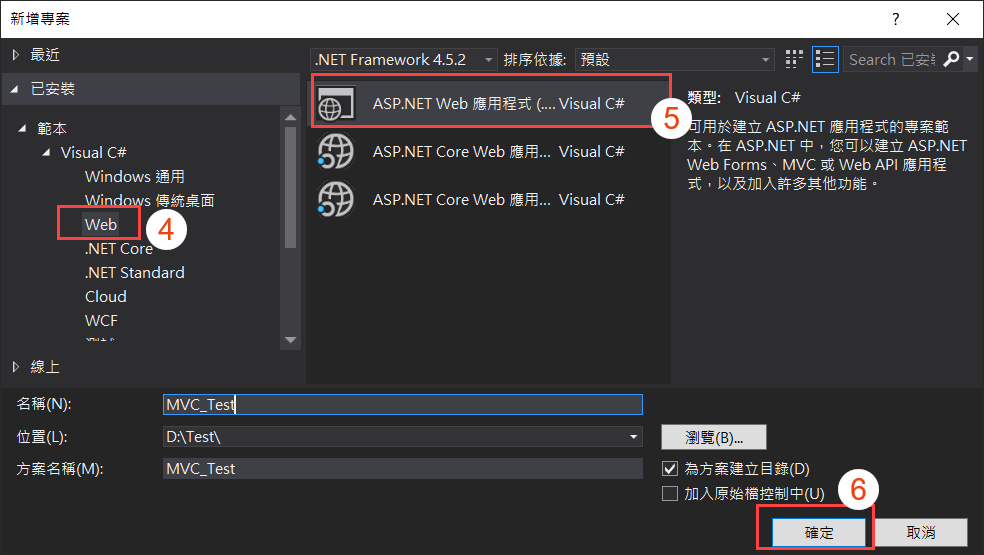 新增專案
?
最近
.NET Framework 4.5.2
排序依據:
預設
Search 已安
已安裝
範本
Visual C#
Windows 通用
Windows 傳統桌面
Web
4
.NET Core
.NET Standard
Cloud
WCF
線上
ASP.NET Web 應用程式 (.... Visual C#
5
ASP.NET Core Web 應用... Visual C#
ASP.NET Core Web 應用... Visual C#
類型: Visual C#
可用於建立 ASP.NET 應用程式的專案範
本。在 ASP.NET 中，您可以建立 ASP.NET
Web Forms、MVC 或 Web API 應用程
式，以及加入許多其他功能。
名稱(N):
MVC_Test
位置(L):
D:\Test\
瀏覽(B)...
方案名稱(M):
MVC_Test
為方案建立目錄(D)
加入原始檔控制中(U)
6
確定
取消